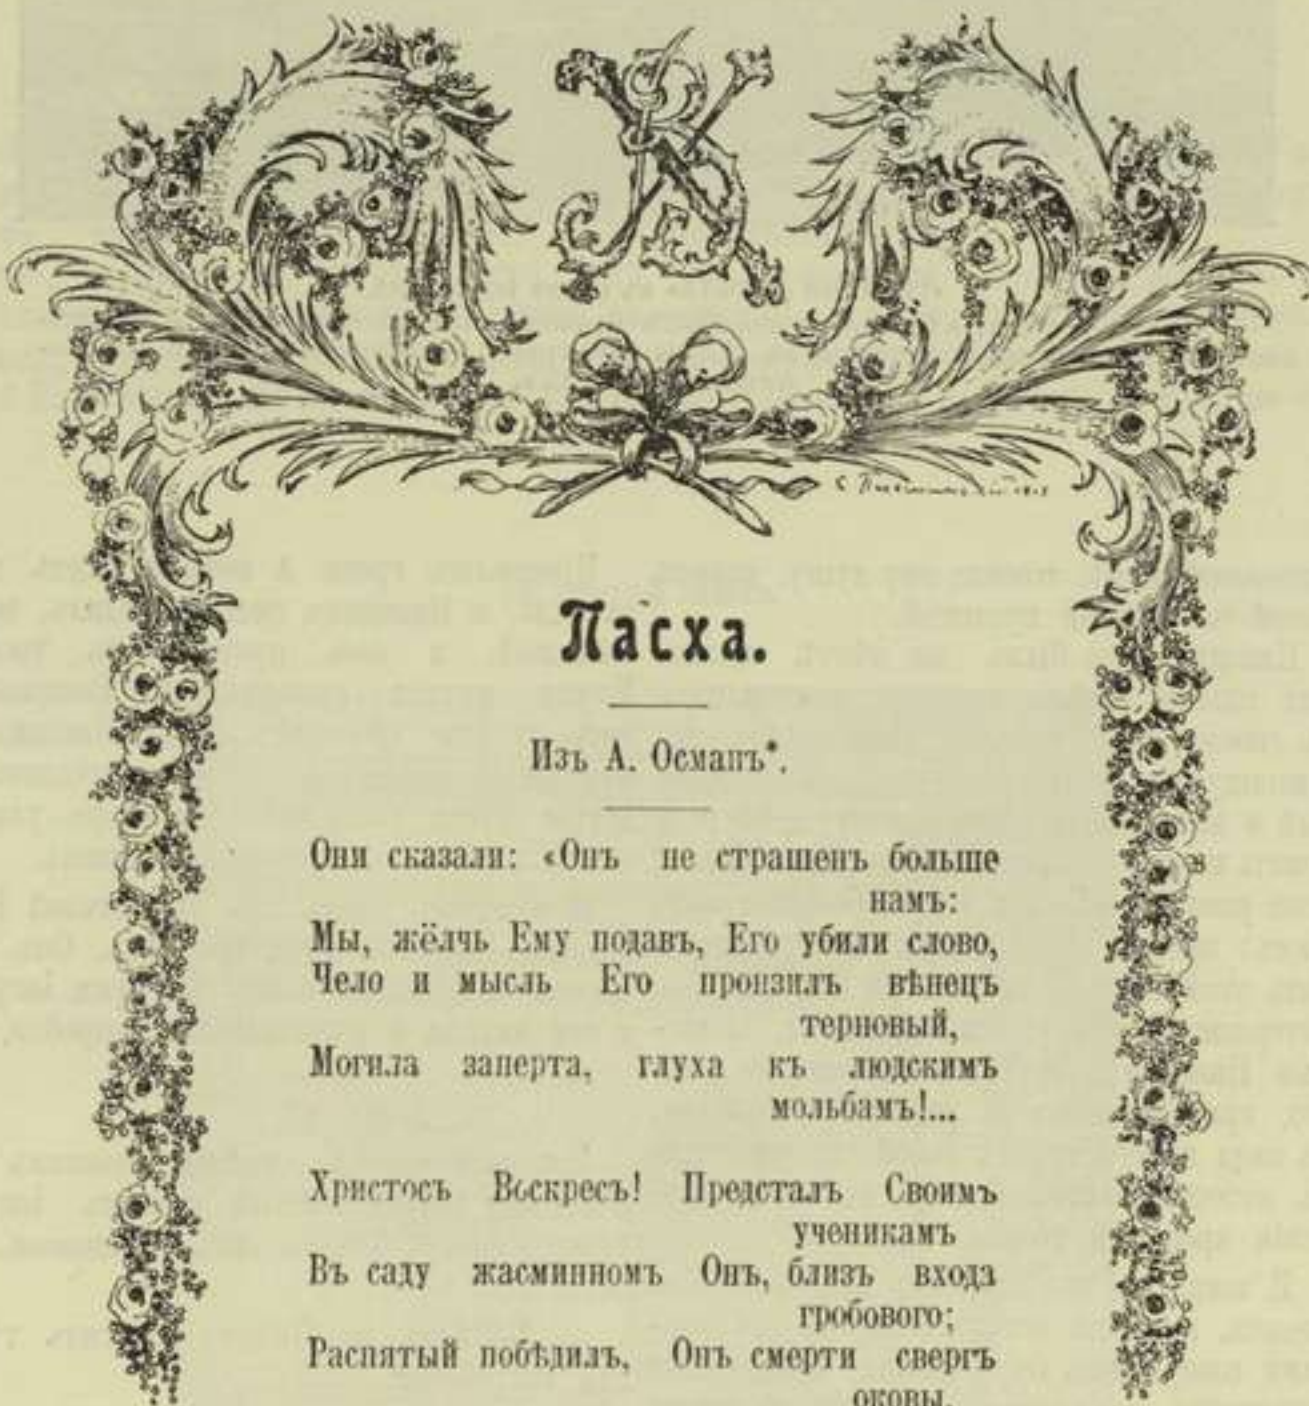 Пасха.
Изъ А. Османъ*.
Они сказали: «Онъ не страшенъ больше
намъ:
Мы, жёлчь Ему подавъ, Его убили слово,
Чело и мысль Его пронзилъ вѣнецъ
терновый,
Могила заперта, глуха къ людскимъ
мольбамъ!...
Христосъ Воскресъ! Предсталъ Своимъ
ученикамъ
Въ саду жасминномъ Онъ, близъ входа
гробового;
Распятый побѣдилъ, Онъ смерти свергъ
оковы,